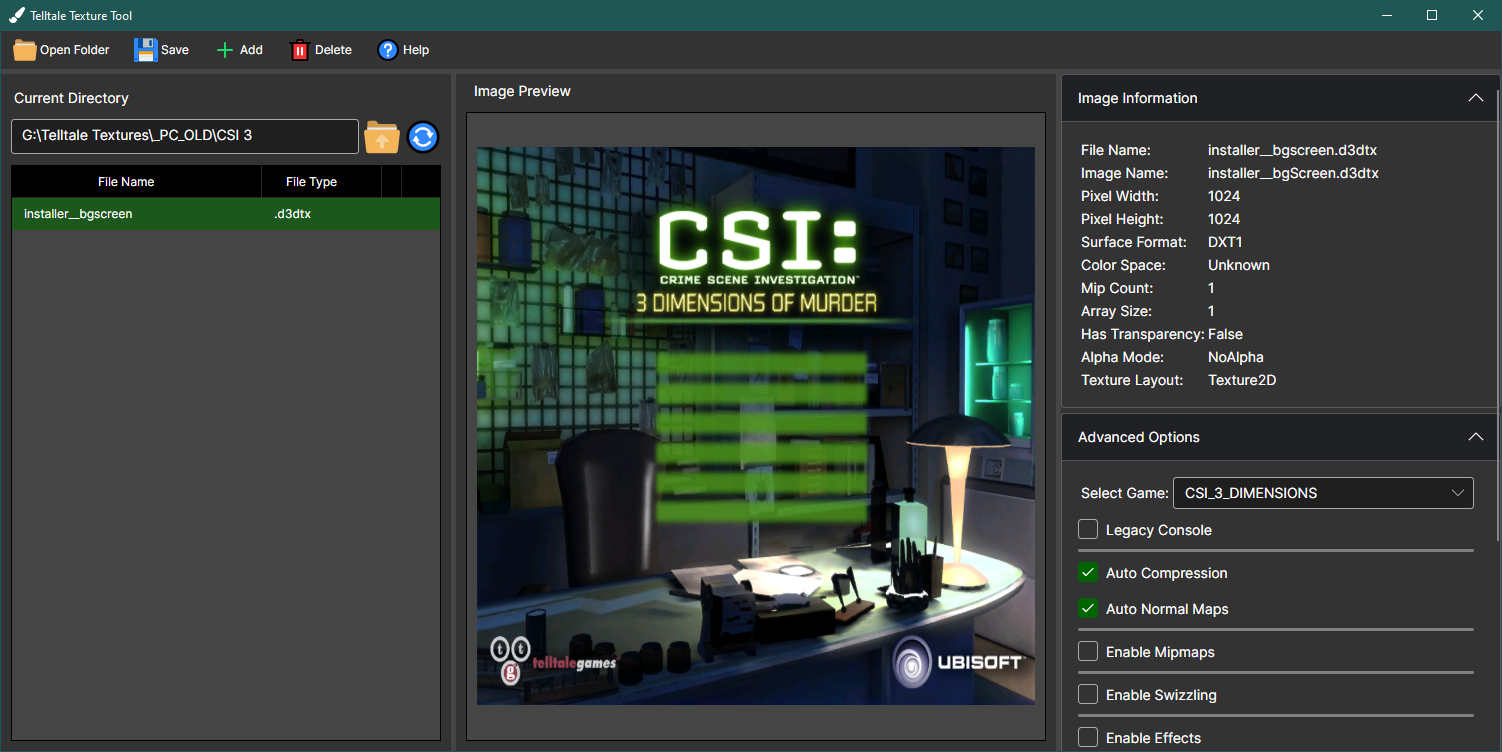 Telltale Texture Tool
Open Folder Save Add Delete Help
Current Directory
G:\Telltale Textures\_PC_OLD\CSI 3
File Name File Type
installer__bgscreen .d3dtx
Image Preview
CSI:
CRIME SCENE INVESTIGATION™
3 DIMENSIONS OF MURDER
ttg telltalegames
UBISOFT™
Image Information
File Name: installer__bgscreen.d3dtx
Image Name: installer__bgScreen.d3dtx
Pixel Width: 1024
Pixel Height: 1024
Surface Format: DXT1
Color Space: Unknown
Mip Count: 1
Array Size: 1
Has Transparency: False
Alpha Mode: NoAlpha
Texture Layout: Texture2D
Advanced Options
Select Game: CSI_3_DIMENSIONS
Legacy Console
Auto Compression
Auto Normal Maps
Enable Mipmaps
Enable Swizzling
Enable Effects